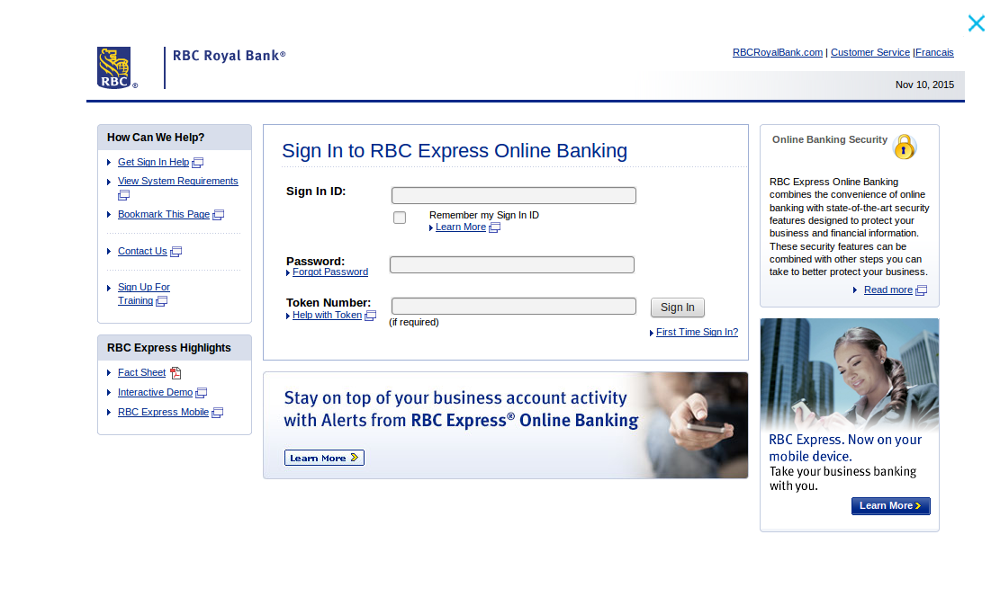 RBC
®
RBC Royal Bank®
RBCRoyalBank.com | Customer Service |Francais
Nov 10, 2015
How Can We Help?
Get Sign In Help
View System Requirements
Bookmark This Page
Contact Us
Sign Up For
Training
RBC Express Highlights
Fact Sheet
Interactive Demo
RBC Express Mobile
Sign In to RBC Express Online Banking
Sign In ID:
Remember my Sign In ID
Learn More
Password:
Forgot Password
Token Number:
Sign In
Help with Token
(if required)
First Time Sign In?
Stay on top of your business account activity
with Alerts from RBC Express® Online Banking
Learn More
Online Banking Security
RBC Express Online Banking
combines the convenience of online
banking with state-of-the-art security
features designed to protect your
business and financial information.
These security features can be
combined with other steps you can
take to better protect your business.
Read more
RBC Express. Now on your
mobile device.
Take your business banking
with you.
Learn More